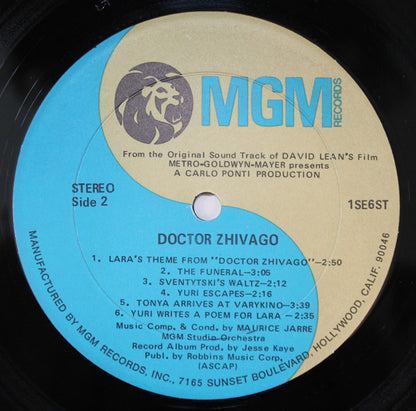 MGM
RECORDS
From the Original Sound Track of DAVID LEAN'S Film
METRO-GOLDWYN-MAYER presents
A CARLO PONTI PRODUCTION
STEREO
Side 2
1SE6ST
DOCTOR ZHIVAGO
1. LARA'S THEME FROM "DOCTOR ZHIVAGO"—2:50
2. THE FUNERAL—3:05
3. SVENTYTSKI'S WALTZ—2:12
4. YURI ESCAPES—2:16
5. TONYA ARRIVES AT VARYKINO—3:39
6. YURI WRITES A POEM FOR LARA — 2:35
Music Comp. & Cond. by MAURICE JARRE
MGM Studio Orchestra
Record Album Prod. by Jesse Kaye
Publ. by Robbins Music Corp.
(ASCAP)
MANUFACTURED BY MGM RECORDS, INC., 7165 SUNSET BOULEVARD, HOLLYWOOD, CALIF. 90046